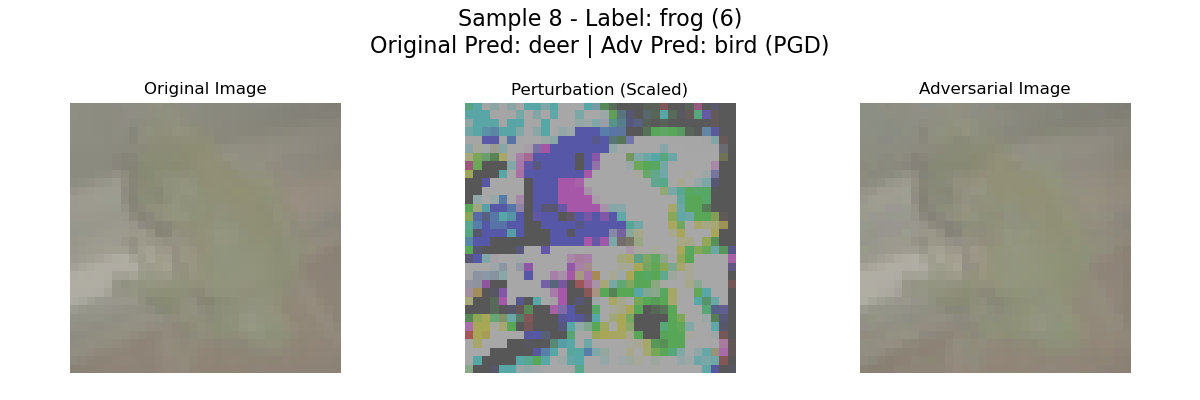 Sample 8 - Label: frog (6)
Original Pred: deer | Adv Pred: bird (PGD)
Original Image
Perturbation (Scaled)
Adversarial Image